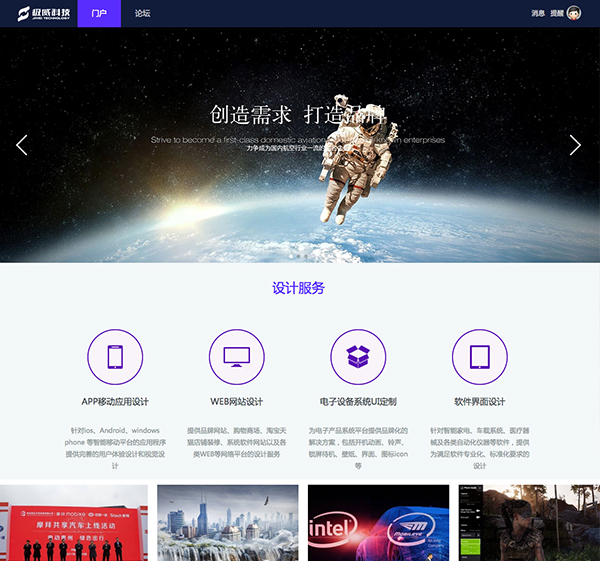 极威科技
JIWEI TECHNOLOGY
门户
论坛
消息
提醒
创造需求 打造品牌
Strive to become a first-class domestic aviation enterprises
力争成为国内航空行业一流的
设计服务
APP移动应用设计
WEB网站设计
电子设备系统UI定制
软件界面设计
针对ios、Android、windows
phone 等智能移动平台的应用程序
提供完善的用户体验设计和视觉设
计
提供品牌网站、购物商场、淘宝天
猫店铺装修、系统软件网站以及各
类WEB等网络平台的设计服务
为电子产品系统平台提供品牌化的
解决方案，包括开机动画、铃声、
锁屏待机、壁纸、界面、图标icon
等
针对智能家电、车载系统、医疗器
械及各类自动化仪器等软件，提供
为满足软件专业化、标准化要求的
设计
摩拜共享汽车上线活动
intel
MOBILEYE